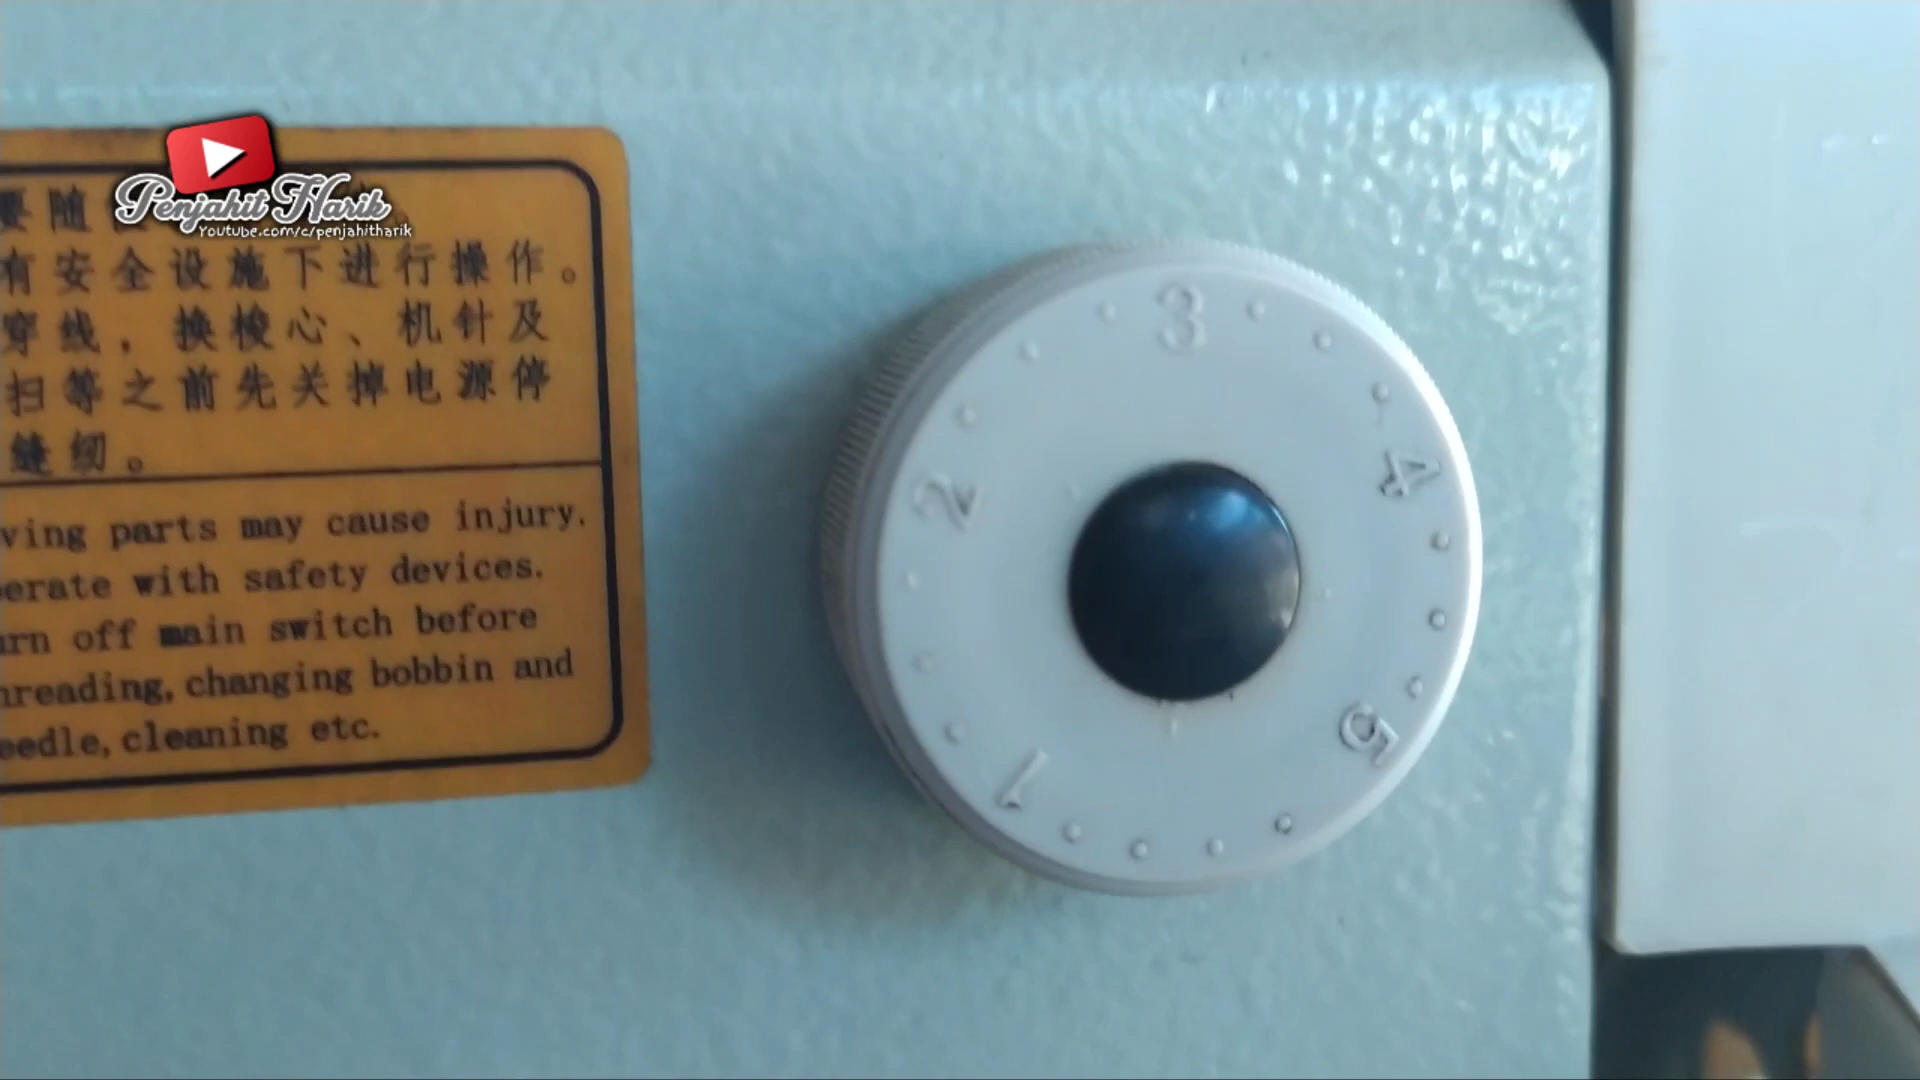 Penjahit Harik
Youtube.com/c/penjahitharik
要随
有安全设施下进行操作。
穿线，换梭心、机针及
扫等之前先关掉电源停
缝纫。
ving parts may cause injury.
erate with safety devices.
rn off main switch before
reading, changing bobbin and
eedle, cleaning etc.
3
4
2
5
1